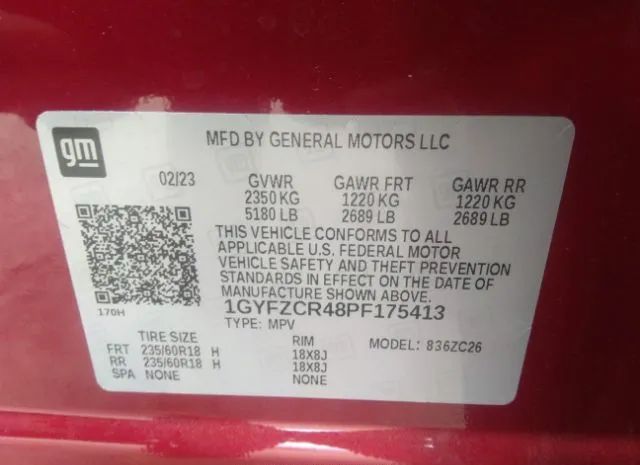 gm
MFD BY GENERAL MOTORS LLC
02/23 GVWR GAWR FRT GAWR RR
2350 KG 1220 KG 1220 KG
5180 LB 2689 LB 2689 LB
THIS VEHICLE CONFORMS TO ALL
APPLICABLE U.S. FEDERAL MOTOR
VEHICLE SAFETY AND THEFT PREVENTION
STANDARDS IN EFFECT ON THE DATE OF
MANUFACTURE SHOWN ABOVE.
170H 1GYFZCR48PF175413
TYPE: MPV
TIRE SIZE RIM MODEL: 836ZC26
FRT 235/60R18 H 18X8J
RR 235/60R18 H 18X8J
SPA NONE NONE